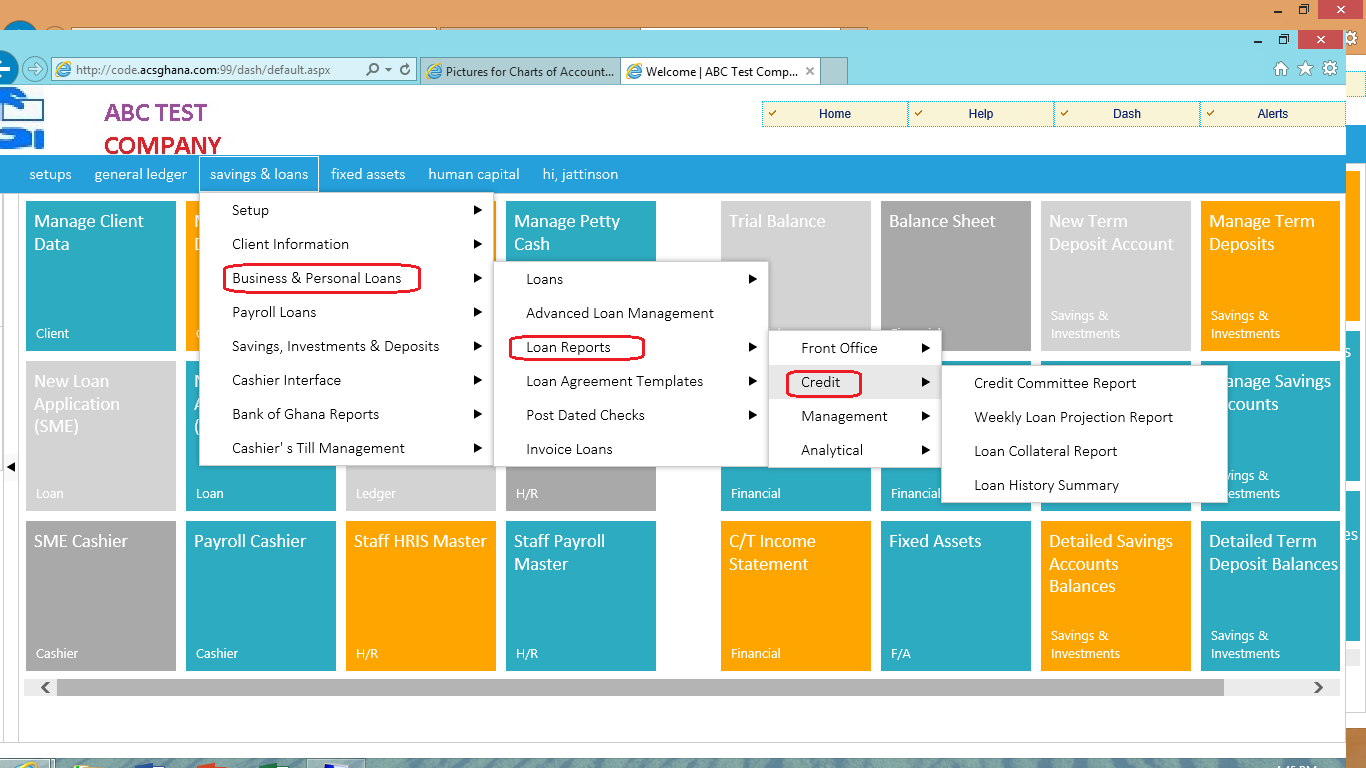 http://code.acsghana.com:99/dash/default.aspx
Pictures for Charts of Account...
Welcome | ABC Test Comp...
ABC TEST
COMPANY
Home
Help
Dash
Alerts
setups
general ledger
savings & loans
fixed assets
human capital
hi, jattinson
Setup
Client Information
Business & Personal Loans
Payroll Loans
Savings, Investments & Deposits
Cashier Interface
Bank of Ghana Reports
Cashier' s Till Management
Loans
Advanced Loan Management
Loan Reports
Loan Agreement Templates
Post Dated Checks
Invoice Loans
Front Office
Credit
Management
Analytical
Credit Committee Report
Weekly Loan Projection Report
Loan Collateral Report
Loan History Summary
Manage Client
Data
Client
Manage Petty
Cash
Trial Balance
Balance Sheet
New Term
Deposit Account
Savings &
Investments
Manage Term
Deposits
Savings &
Investments
New Loan
Application
(SME)
Loan
Loan
Ledger
H/R
Financial
Financial
Savings &
Investments
Savings
Savings &
Investments
SME Cashier
Cashier
Payroll Cashier
Cashier
Staff HRIS Master
H/R
Staff Payroll
Master
H/R
C/T Income
Statement
Financial
Fixed Assets
F/A
Detailed Savings
Accounts
Balances
Savings &
Investments
Detailed Term
Deposit Balances
Savings &
Investments